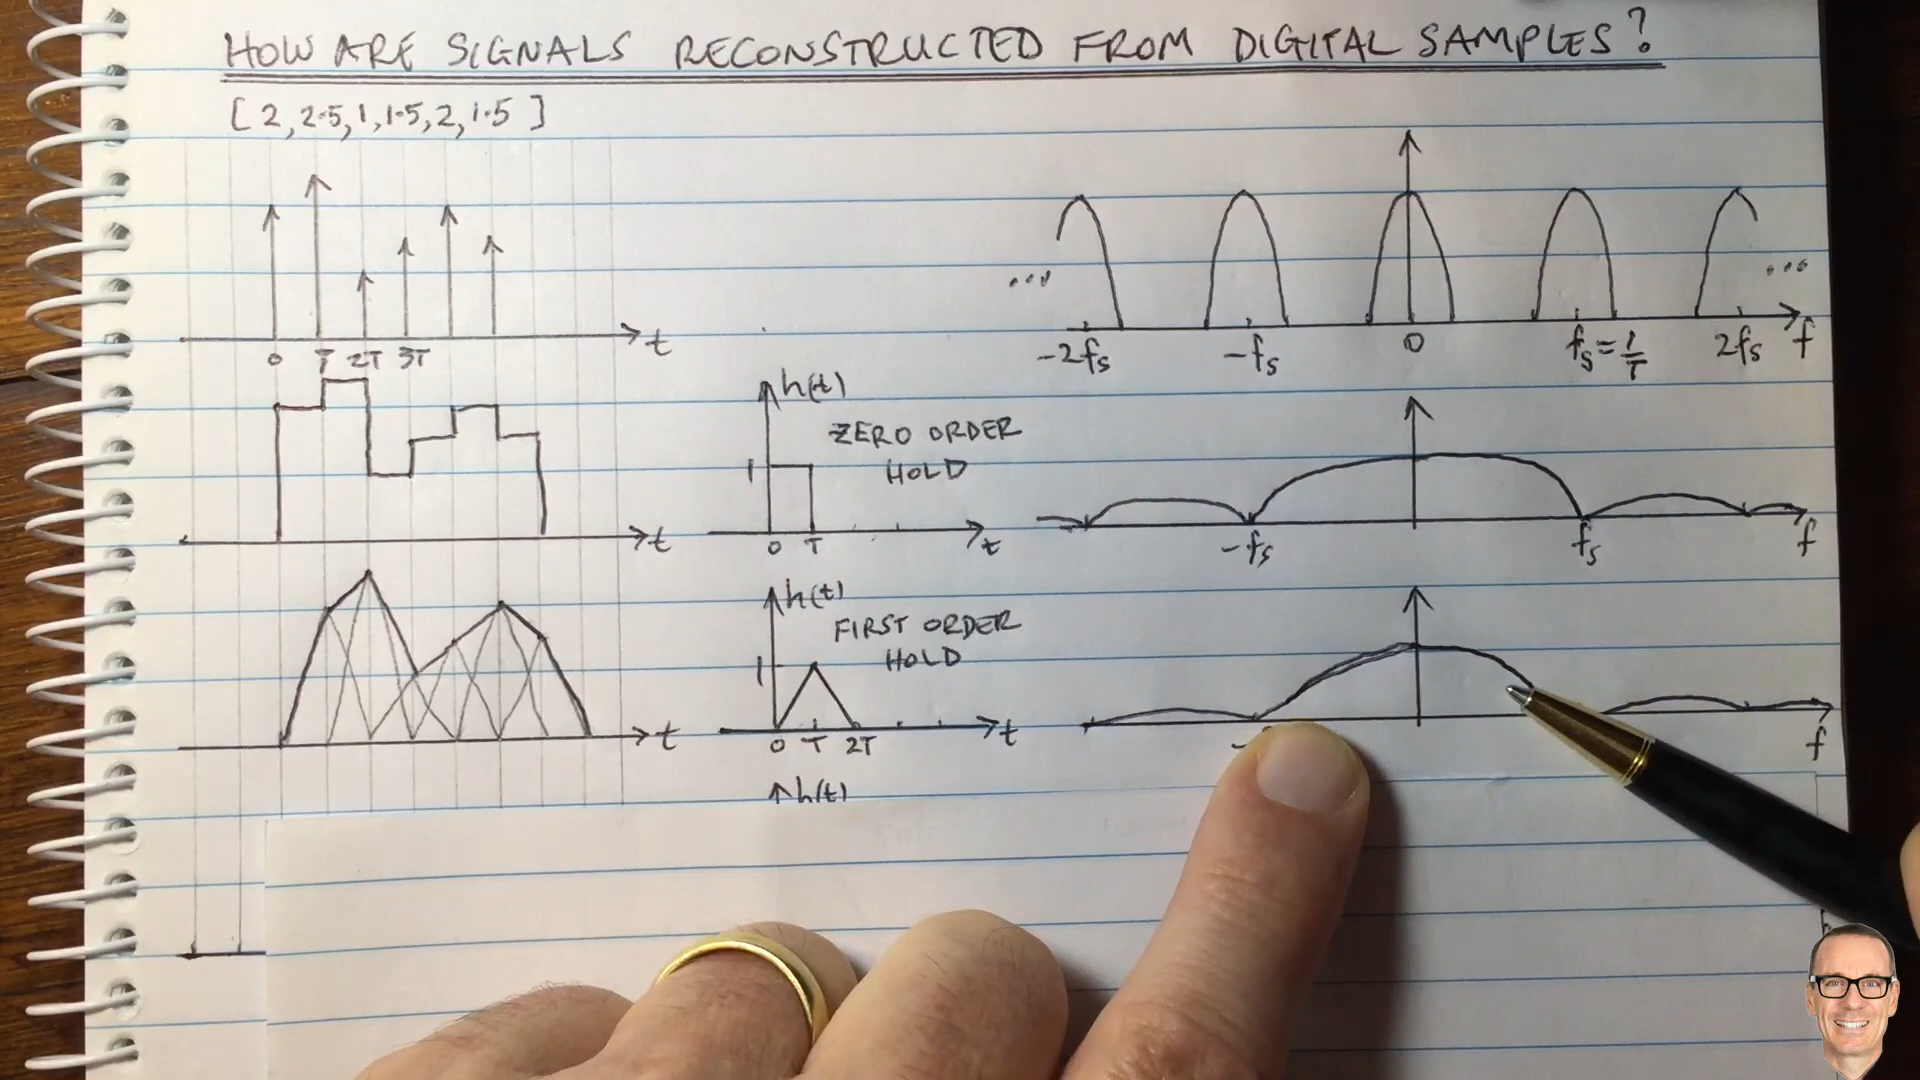 HOW ARE SIGNALS RECONSTRUCTED FROM DIGITAL SAMPLES?
[2, 2.5, 1, 1.5, 2, 1.5]
t
0 T 2T 3T
... ...
-2fs -fs 0 fs = 1/T 2fs f
h(t)
ZERO ORDER
HOLD
1
t
0 T t
-fs fs f
h(t)
FIRST ORDER
HOLD
1
t
0 T 2T t
f
h(t)